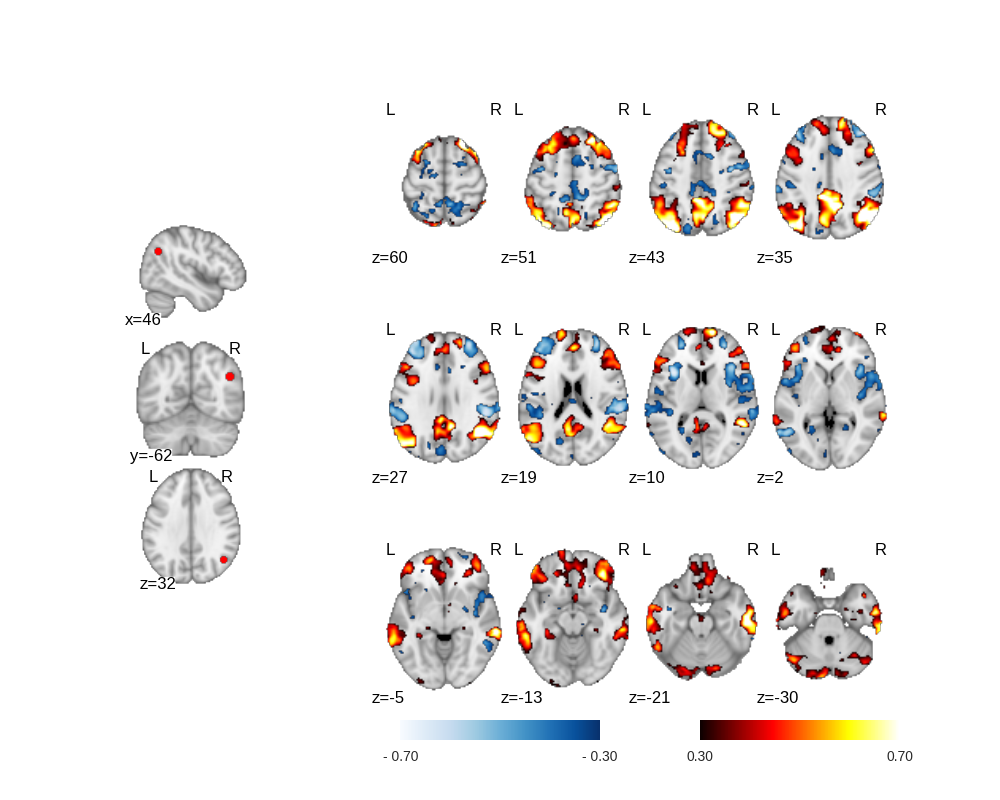 L R L R L R L R
z=60 z=51 z=43 z=35
x=46
L R L R L R L R
L R
y=-62
z=27 z=19 z=10 z=2
L R
z=32
L R L R L R L R
z=-5 z=-13 z=-21 z=-30
- 0.70 - 0.30 0.30 0.70